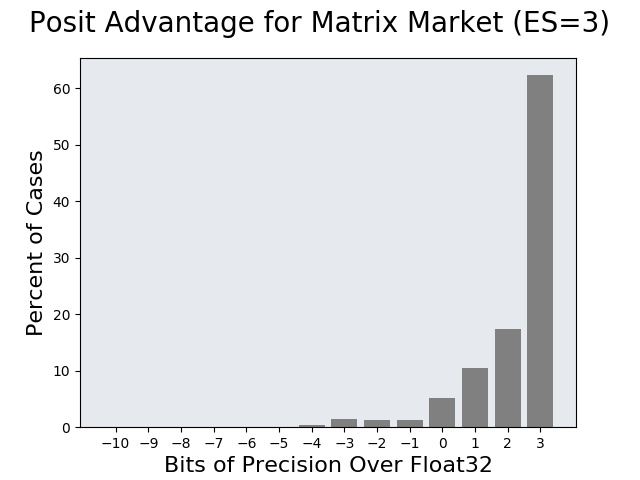 Posit Advantage for Matrix Market (ES=3)
Percent of Cases
60
50
40
30
20
10
0
−10 −9 −8 −7 −6 −5 −4 −3 −2 −1 0 1 2 3
Bits of Precision Over Float32